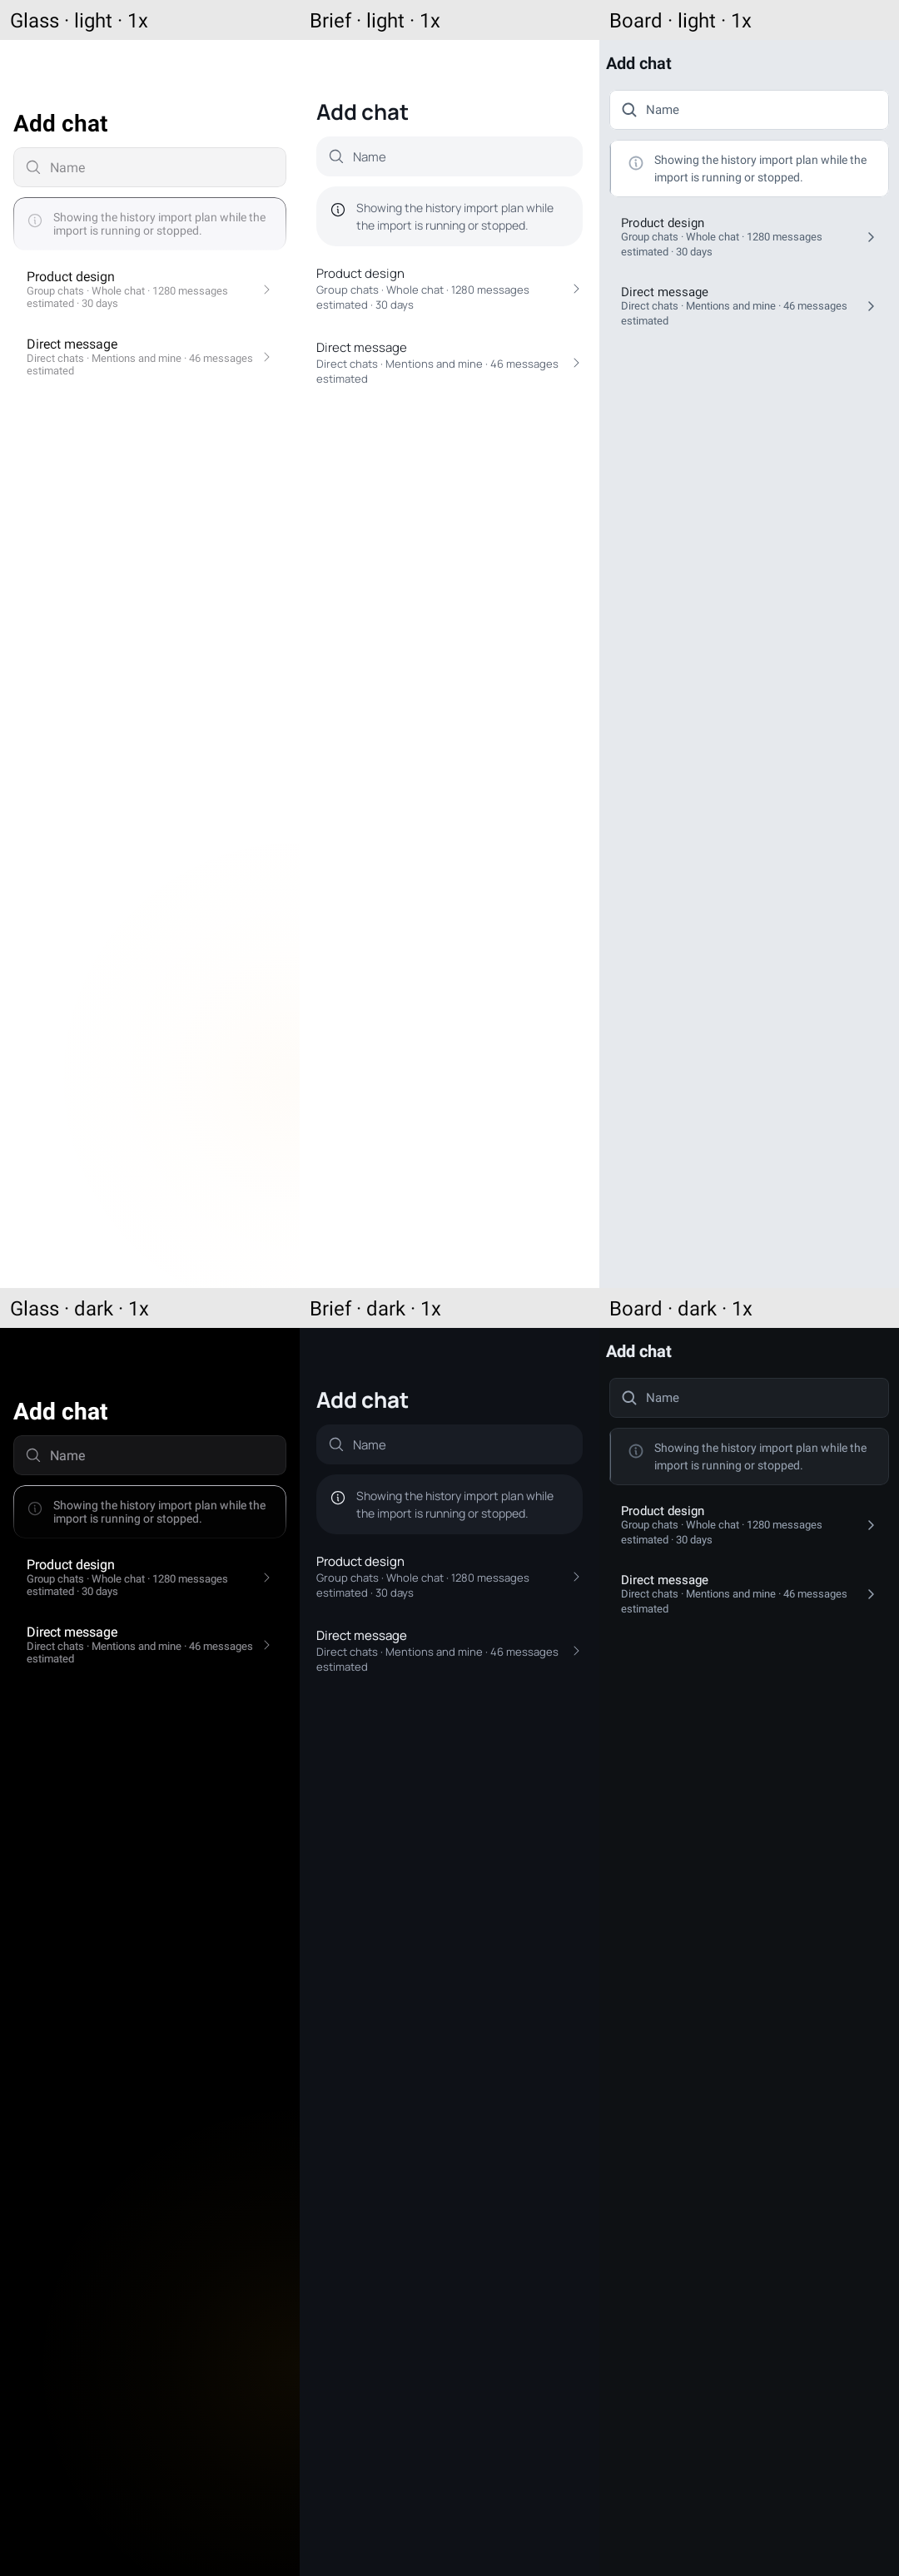 Glass · light · 1x
Add chat
Name
Showing the history import plan while the
import is running or stopped.
Product design
Group chats · Whole chat · 1280 messages
estimated · 30 days
Direct message
Direct chats · Mentions and mine · 46 messages
estimated
Brief · light · 1x
Add chat
Name
Showing the history import plan while
the import is running or stopped.
Product design
Group chats · Whole chat · 1280 messages
estimated · 30 days
Direct message
Direct chats · Mentions and mine · 46 messages
estimated
Board · light · 1x
Add chat
Name
Showing the history import plan while the
import is running or stopped.
Product design
Group chats · Whole chat · 1280 messages
estimated · 30 days
Direct message
Direct chats · Mentions and mine · 46 messages
estimated
Glass · dark · 1x
Add chat
Name
Showing the history import plan while the
import is running or stopped.
Product design
Group chats · Whole chat · 1280 messages
estimated · 30 days
Direct message
Direct chats · Mentions and mine · 46 messages
estimated
Brief · dark · 1x
Add chat
Name
Showing the history import plan while
the import is running or stopped.
Product design
Group chats · Whole chat · 1280 messages
estimated · 30 days
Direct message
Direct chats · Mentions and mine · 46 messages
estimated
Board · dark · 1x
Add chat
Name
Showing the history import plan while the
import is running or stopped.
Product design
Group chats · Whole chat · 1280 messages
estimated · 30 days
Direct message
Direct chats · Mentions and mine · 46 messages
estimated